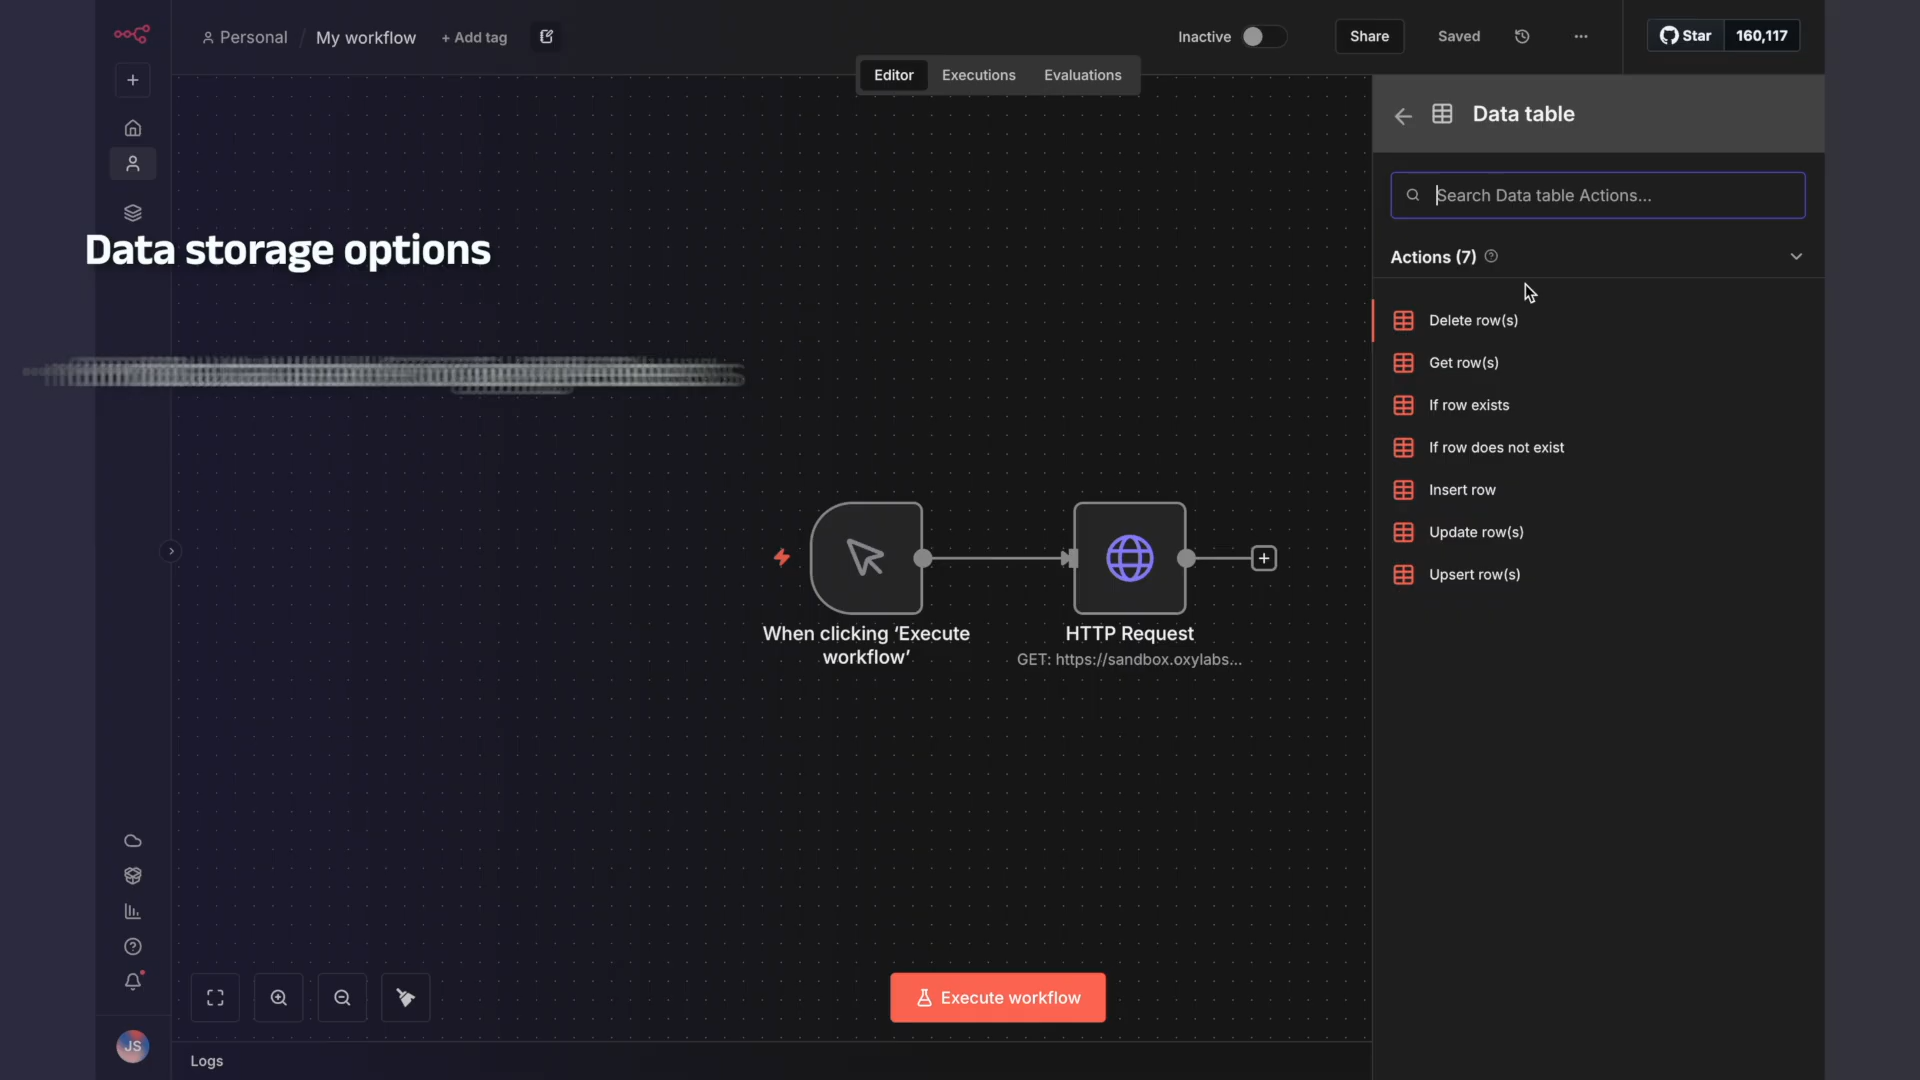 Personal / My workflow + Add tag
Inactive
Share
Saved
Star 160,117
Editor Executions Evaluations
Data table
Search Data table Actions...
Actions (7)
Delete row(s)
Get row(s)
If row exists
If row does not exist
Insert row
Update row(s)
Upsert row(s)
Data storage options
When clicking ‘Execute
workflow’
HTTP Request
GET: https://sandbox.oxylabs...
Execute workflow
JS
Logs